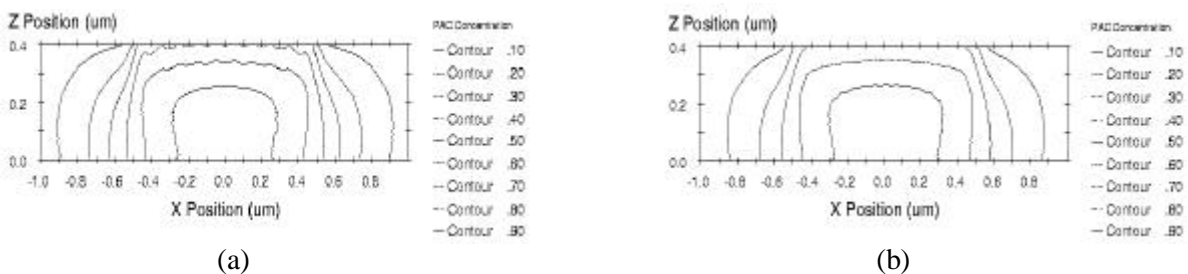 Z Position (um)
PAC Concentration
0.4
0.2
0.0
-1.0 -0.8 -0.6 -0.4 -0.2 0.0 0.2 0.4 0.6 0.8
X Position (um)
Contour .10
Contour .20
Contour .30
Contour .40
Contour .50
Contour .60
Contour .70
Contour .80
Contour .90
(a)
Z Position (um)
PAC Concentration
0.4
0.2
0.0
-1.0 -0.8 -0.6 -0.4 -0.2 0.0 0.2 0.4 0.6 0.8
X Position (um)
Contour .10
Contour .20
Contour .30
Contour .40
Contour .50
Contour .60
Contour .70
Contour .80
Contour .90
(b)